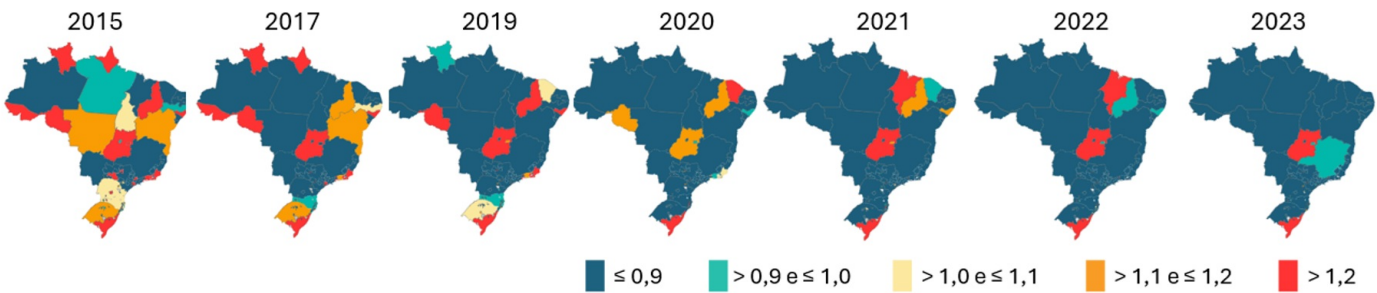 2015 2017 2019 2020 2021 2022 2023
≤ 0,9 > 0,9 e ≤ 1,0 > 1,0 e ≤ 1,1 > 1,1 e ≤ 1,2 > 1,2